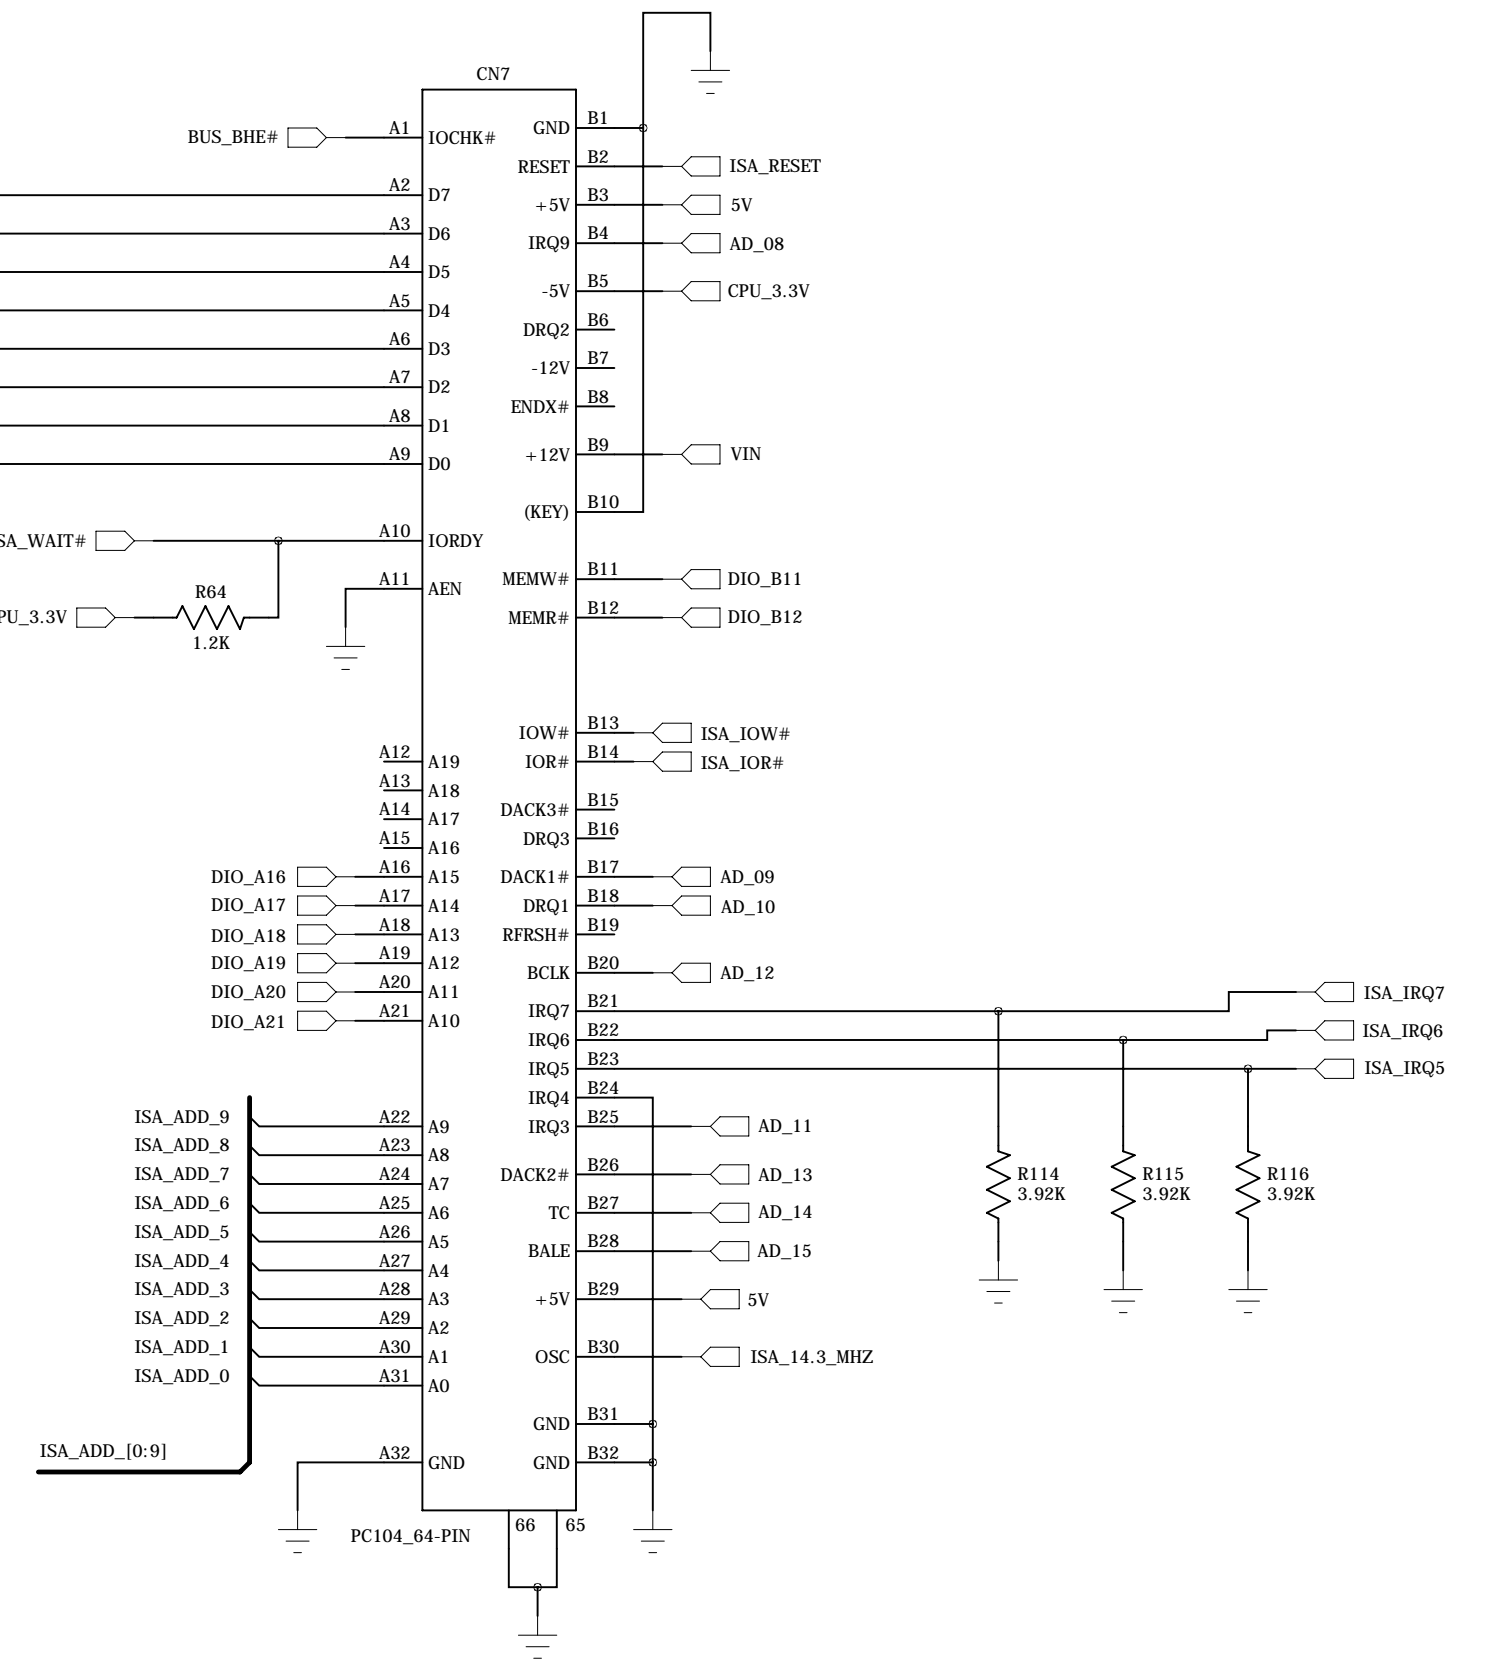 CN7
BUS_BHE# A1 IOCHK# GND B1
RESET B2 ISA_RESET
A2 D7 +5V B3 5V
A3 D6 IRQ9 B4 AD_08
A4 D5 -5V B5 CPU_3.3V
A5 D4 DRQ2 B6
A6 D3 -12V B7
A7 D2 ENDX# B8
A8 D1
A9 D0 +12V B9 VIN
(KEY) B10
SA_WAIT# A10 IORDY
A11 AEN MEMW# B11 DIO_B11
R64
PU_3.3V MEMR# B12 DIO_B12
1.2K
IOW# B13 ISA_IOW#
A12 A19 IOR# B14 ISA_IOR#
A13 A18
A14 A17 DACK3# B15
A15 A16 DRQ3 B16
DIO_A16 A16 A15 DACK1# B17 AD_09
DIO_A17 A17 A14 DRQ1 B18 AD_10
DIO_A18 A18 A13 RFRSH# B19
DIO_A19 A19 A12 BCLK B20 AD_12
DIO_A20 A20 A11 ISA_IRQ7
DIO_A21 A21 A10 IRQ7 B21
IRQ6 B22 ISA_IRQ6
IRQ5 B23 ISA_IRQ5
IRQ4 B24
ISA_ADD_9 A22 A9 IRQ3 B25 AD_11
ISA_ADD_8 A23 A8
ISA_ADD_7 A24 A7 DACK2# B26 AD_13 R114 R115 R116
3.92K 3.92K 3.92K
ISA_ADD_6 A25 A6 TC B27 AD_14
ISA_ADD_5 A26 A5 BALE B28 AD_15
ISA_ADD_4 A27 A4
ISA_ADD_3 A28 A3 +5V B29 5V
ISA_ADD_2 A29 A2
ISA_ADD_1 A30 A1 OSC B30 ISA_14.3_MHZ
ISA_ADD_0 A31 A0
GND B31
ISA_ADD_[0:9]
A32 GND GND B32
PC104_64-PIN 66 65